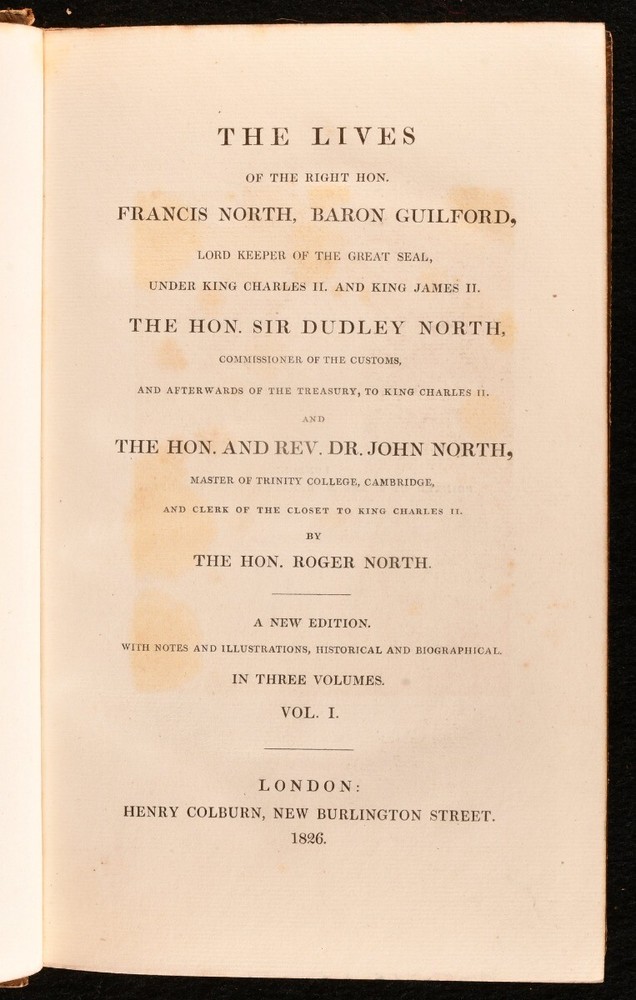 THE LIVES
OF THE RIGHT HON.
FRANCIS NORTH, BARON GUILFORD,
LORD KEEPER OF THE GREAT SEAL,
UNDER KING CHARLES II. AND KING JAMES II.
THE HON. SIR DUDLEY NORTH,
COMMISSIONER OF THE CUSTOMS,
AND AFTERWARDS OF THE TREASURY, TO KING CHARLES II.
AND
THE HON. AND REV. DR. JOHN NORTH,
MASTER OF TRINITY COLLEGE, CAMBRIDGE,
AND CLERK OF THE CLOSET TO KING CHARLES II.
BY
THE HON. ROGER NORTH.
A NEW EDITION.
WITH NOTES AND ILLUSTRATIONS, HISTORICAL AND BIOGRAPHICAL.
IN THREE VOLUMES.
VOL. I.
LONDON:
HENRY COLBURN, NEW BURLINGTON STREET.
1826.